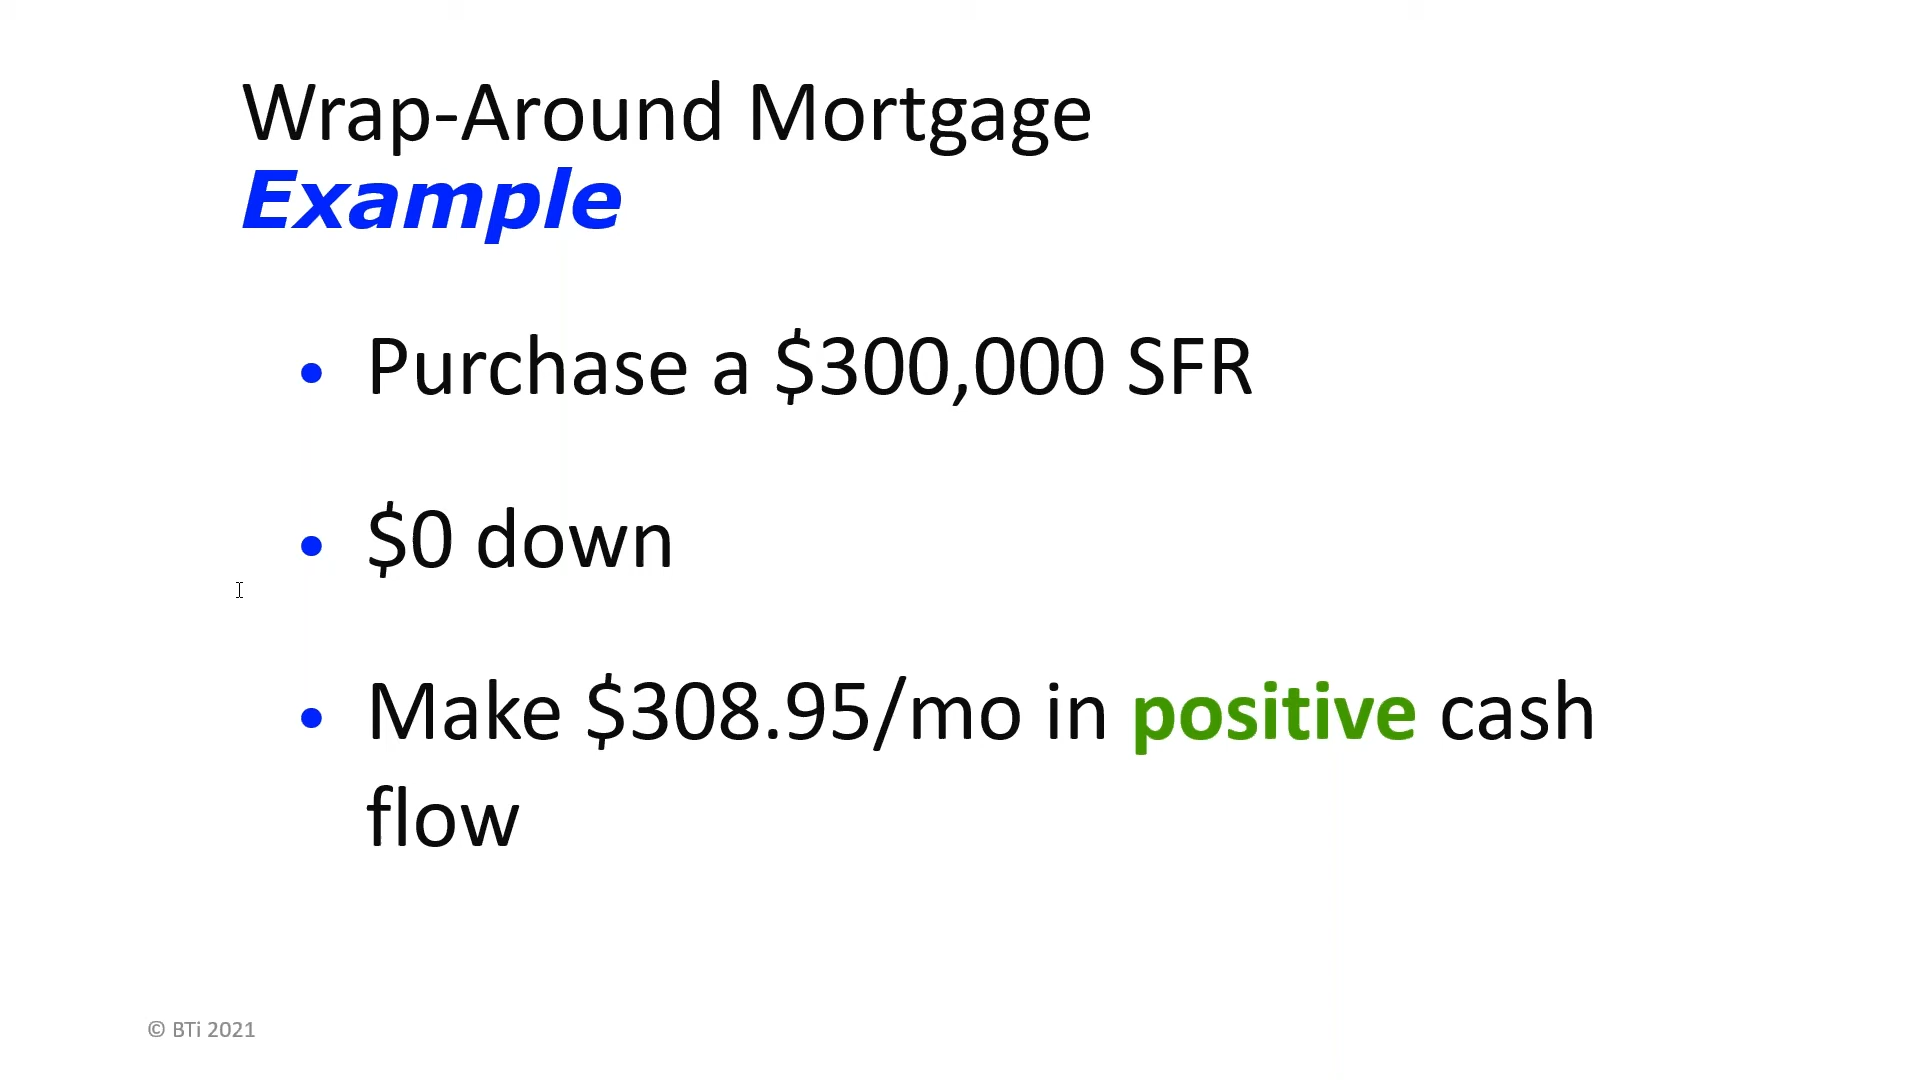 Wrap-Around Mortgage
Example
• Purchase a $300,000 SFR
• $0 down
• Make $308.95/mo in positive cash
flow
© BTi 2021